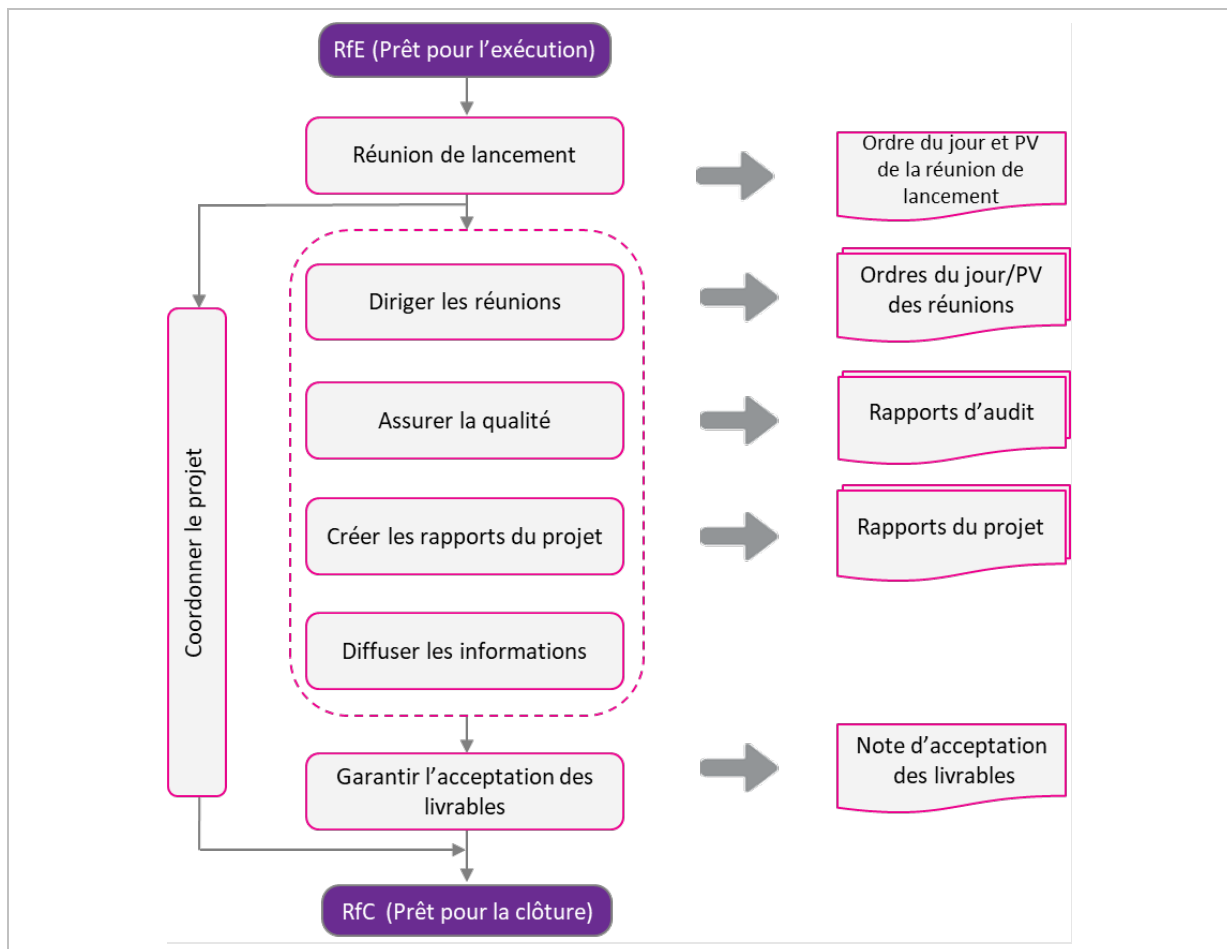 RfE (Prêt pour l’exécution)
Réunion de lancement
Ordre du jour et PV
de la réunion de
lancement
Diriger les réunions
Ordres du jour/PV
des réunions
Coordonner le projet
Assurer la qualité
Rapports d’audit
Créer les rapports du projet
Rapports du projet
Diffuser les informations
Garantir l’acceptation des
livrables
Note d’acceptation
des livrables
RfC (Prêt pour la clôture)